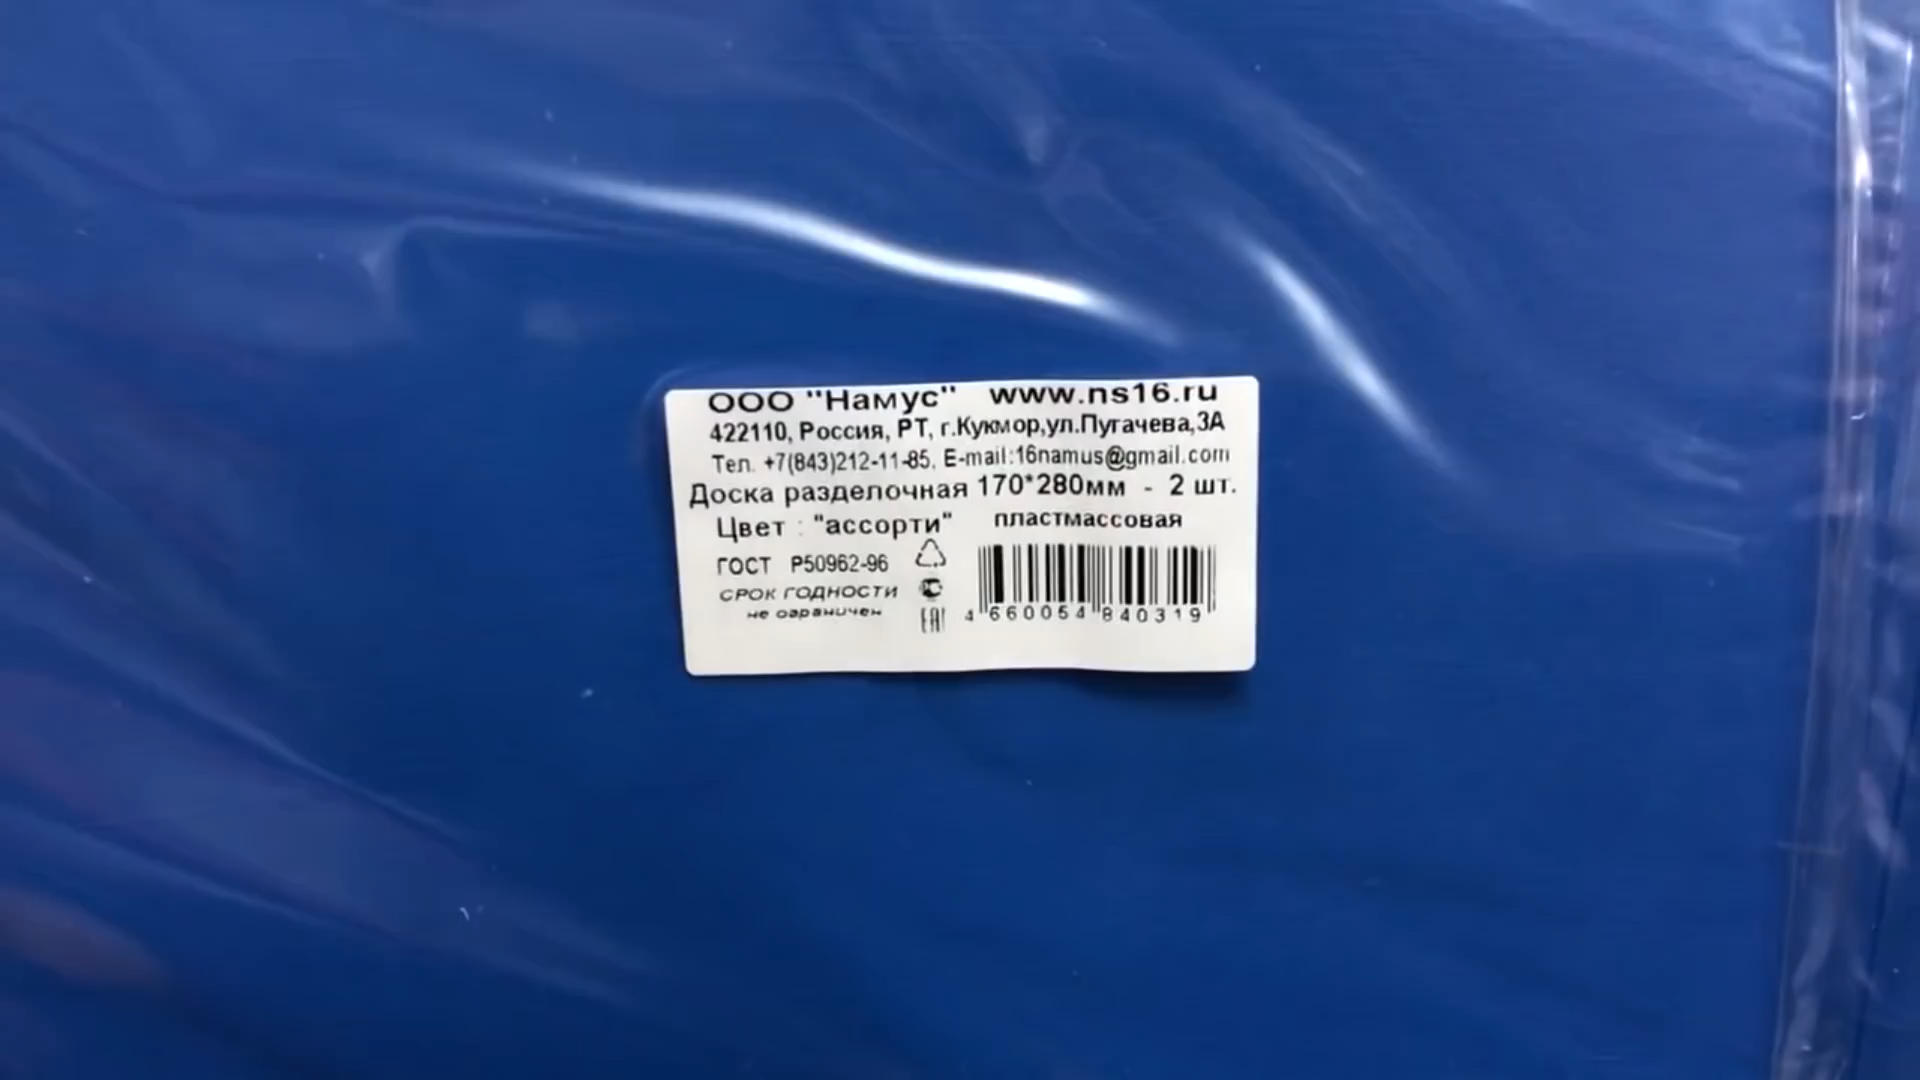 ООО "Намус" www.ns16.ru
422110, Россия, РТ, г.Кукмор,ул.Пугачева,3А
Тел. +7(843)212-11-85, E-mail:16namus@gmail.com
Доска разделочная 170*280мм - 2 шт.
Цвет : "ассорти" пластмассовая
ГОСТ Р50962-96
СРОК ГОДНОСТИ
не ограничен
EAC
4 660054 840319